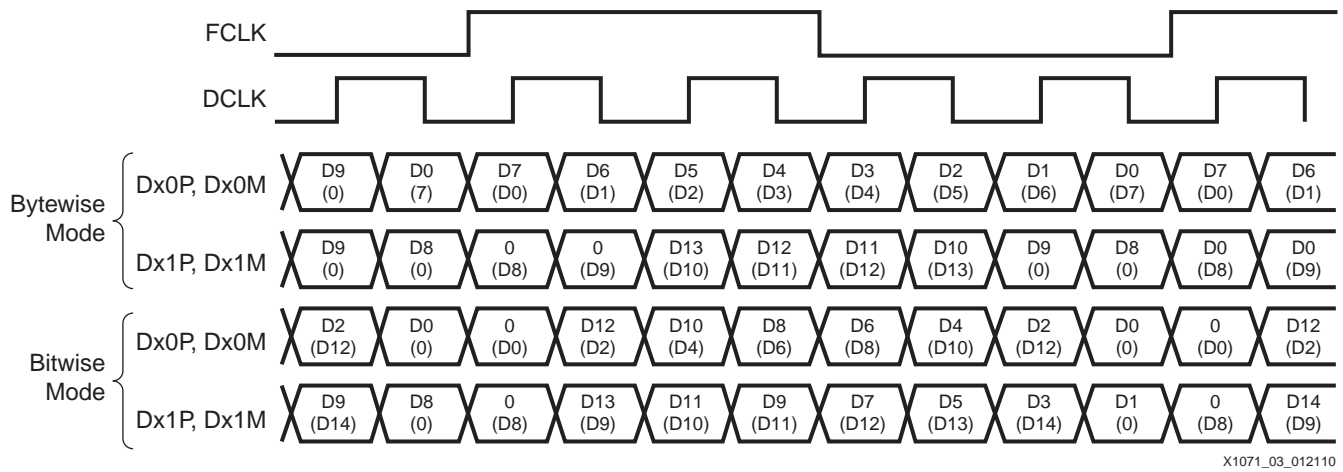 FCLK
DCLK
Bytewise
Mode
Dx0P, Dx0M
D9 D0 D7 D6 D5 D4 D3 D2 D1 D0 D7 D6
(0) (7) (D0) (D1) (D2) (D3) (D4) (D5) (D6) (D7) (D0) (D1)
Dx1P, Dx1M
D9 D8 0 0 D13 D12 D11 D10 D9 D8 D0 D0
(0) (0) (D8) (D9) (D10) (D11) (D12) (D13) (0) (0) (D8) (D9)
Bitwise
Mode
Dx0P, Dx0M
D2 D0 0 D12 D10 D8 D6 D4 D2 D0 0 D12
(D12) (0) (D0) (D2) (D4) (D6) (D8) (D10) (D12) (0) (D0) (D2)
Dx1P, Dx1M
D9 D8 0 D13 D11 D9 D7 D5 D3 D1 0 D14
(D14) (0) (D8) (D9) (D10) (D11) (D12) (D13) (D14) (0) (D8) (D9)
X1071_03_012110